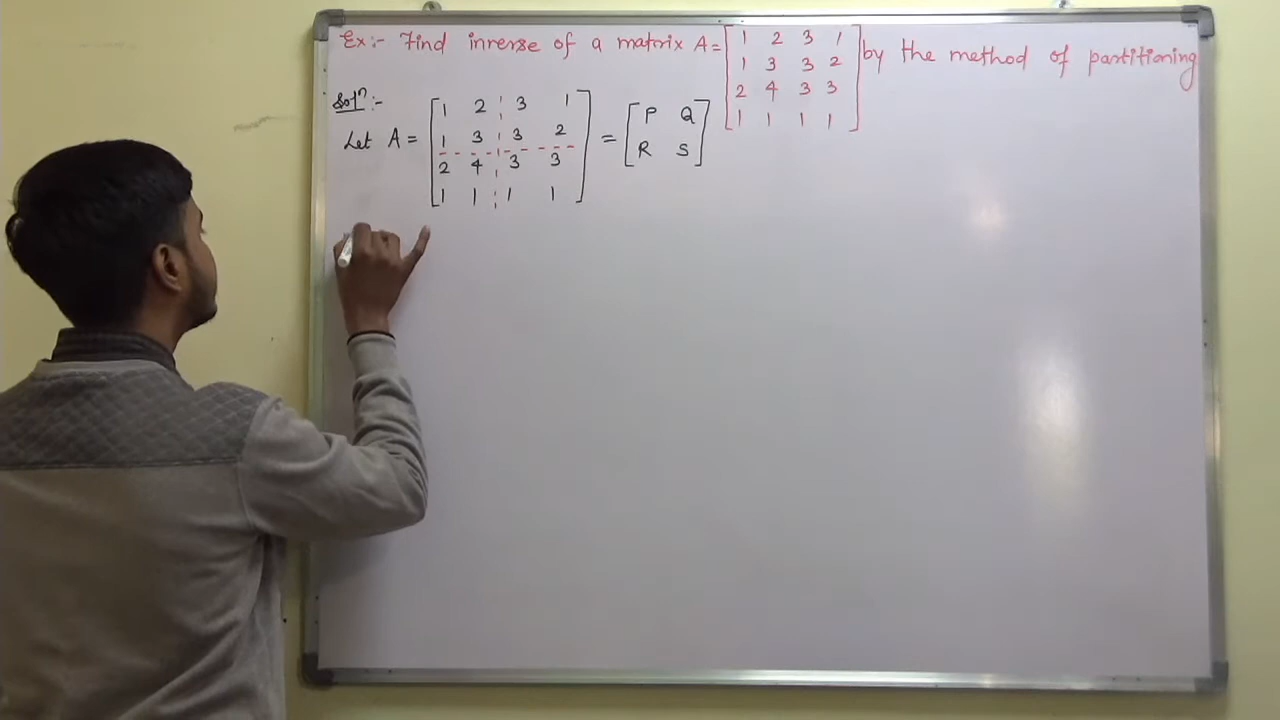 Ex:- Find inverse of a matrix A = [1 2 3 1 by the method of partitioning
1 3 3 2
2 4 3 3
1 1 1 1]
Solⁿ:-
Let A = [1 2 3 1
1 3 3 2
2 4 3 3
1 1 1 1] = [P Q
R S]